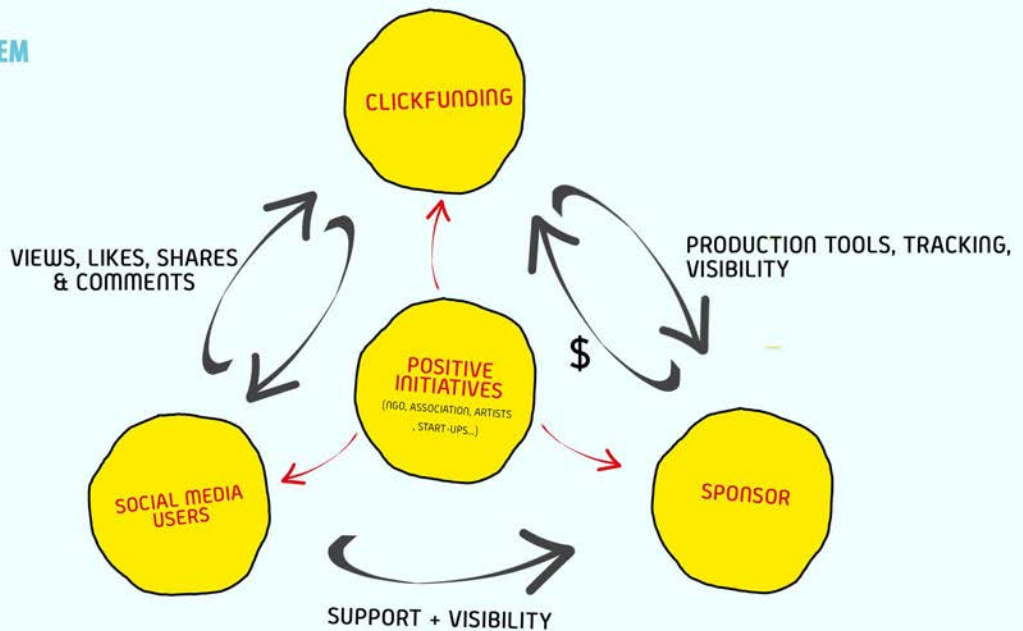 EM
CLICKFUNDING
VIEWS, LIKES, SHARES
& COMMENTS
PRODUCTION TOOLS, TRACKING,
VISIBILITY
$
POSITIVE
INITIATIVES
(NGO, ASSOCIATION, ARTISTS
, START-UPS...)
SOCIAL MEDIA
USERS
SPONSOR
SUPPORT + VISIBILITY